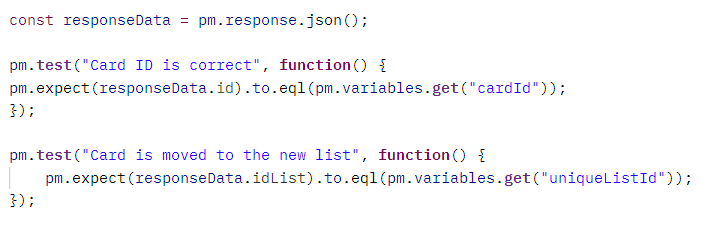 const responseData = pm.response.json();

pm.test("Card ID is correct", function() {
pm.expect(responseData.id).to.eql(pm.variables.get("cardId"));
});

pm.test("Card is moved to the new list", function() {
    pm.expect(responseData.idList).to.eql(pm.variables.get("uniqueListId"));
});